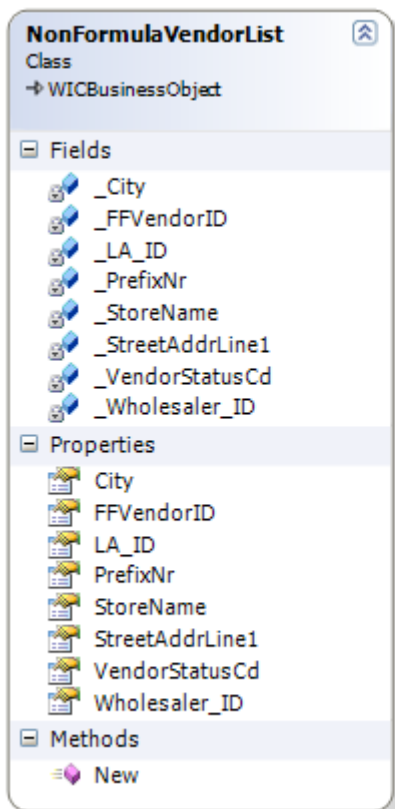 NonFormulaVendorList
Class
WICBusinessObject
Fields
_City
_FFVendorID
_LA_ID
_PrefixNr
_StoreName
_StreetAddrLine1
_VendorStatusCd
_Wholesaler_ID
Properties
City
FFVendorID
LA_ID
PrefixNr
StoreName
StreetAddrLine1
VendorStatusCd
Wholesaler_ID
Methods
New